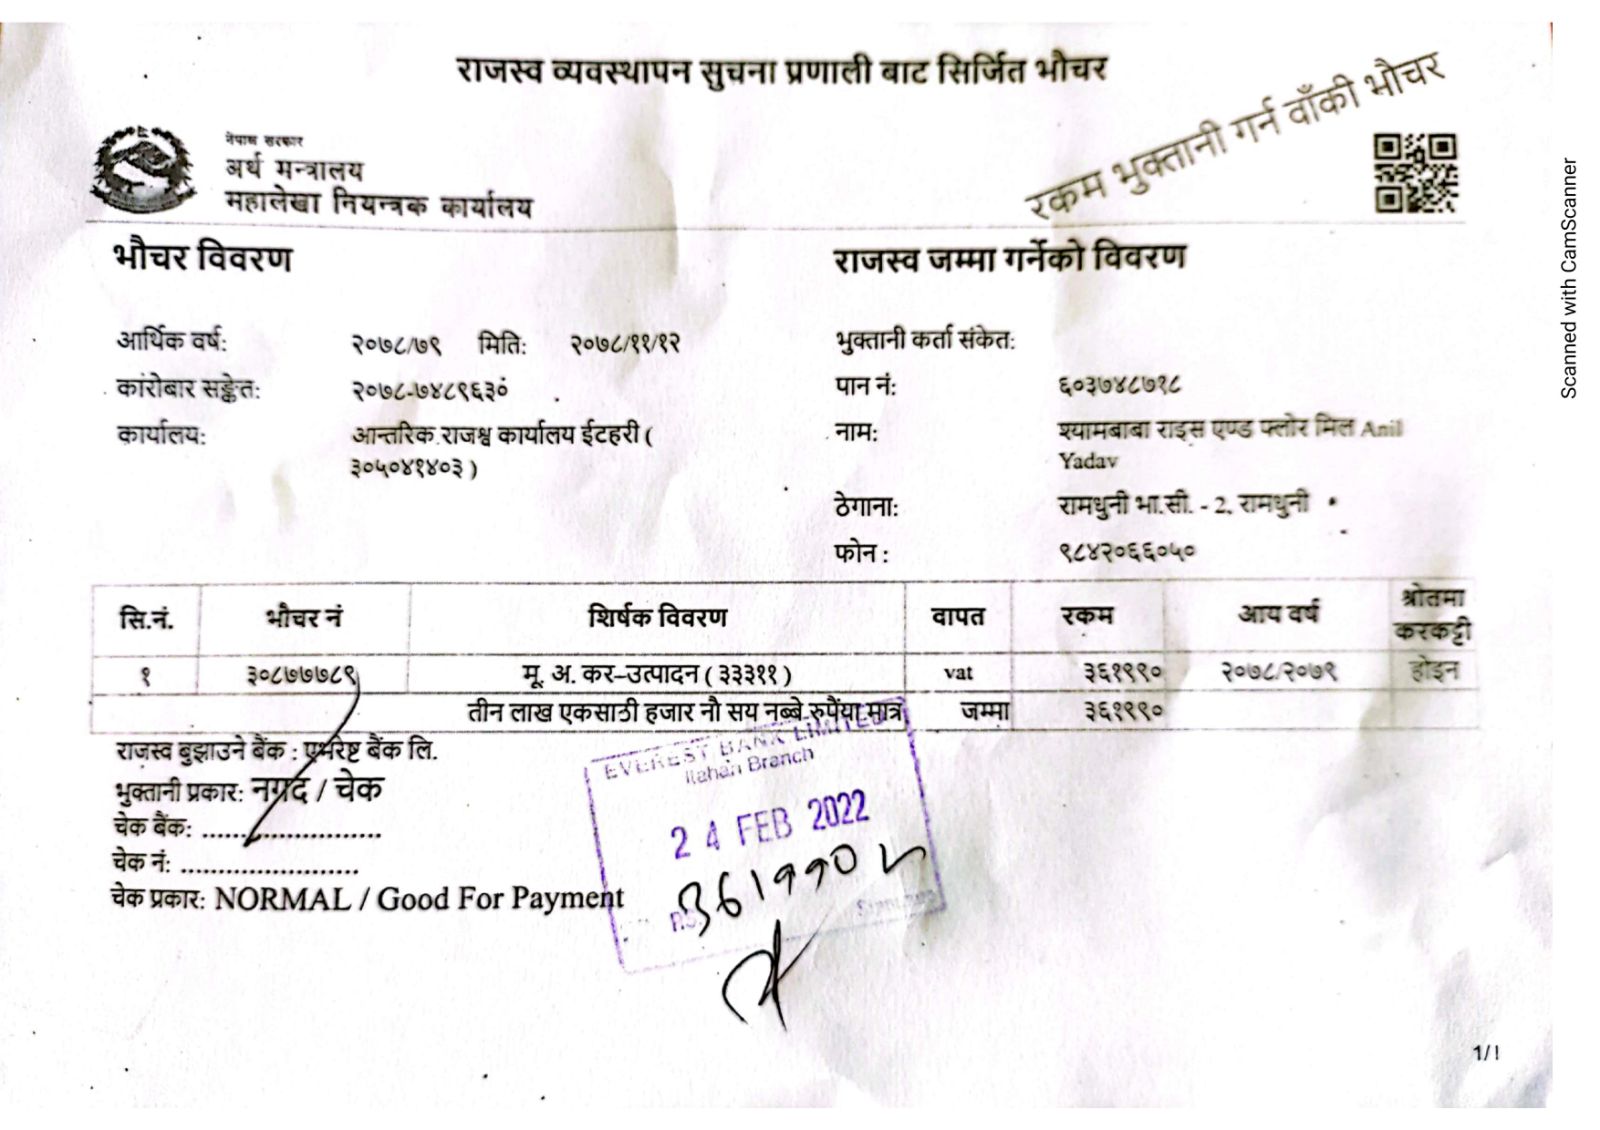 राजस्व व्यवस्थापन सुचना प्रणाली बाट सिर्जित भौचर
रकम भुक्तानी गर्न वाँकी भौचर
नेपाल सरकार
अर्थ मन्त्रालय
महालेखा नियन्त्रक कार्यालय
भौचर विवरण
आर्थिक वर्ष: २०७८/७९ मिति: २०७८/११/१२
कारोबार सङ्केत: २०७८-७४८९६३०
कार्यालय: आन्तरिक राजश्व कार्यालय ईटहरी (
३०५०४१४०३ )
राजस्व जम्मा गर्नेको विवरण
भुक्तानी कर्ता संकेत:
पान नं: ६०३७४८७१८
नाम: श्यामबाबा राइस एण्ड फ्लोर मिल Anil
Yadav
ठेगाना: रामधुनी भा.सी. - 2, रामधुनी
फोन : ९८४२०६६०५०
सि.नं. भौचर नं शिर्षक विवरण वापत रकम आय वर्ष श्रोतमा
करकट्टी
१ ३०८७७७८९ मू. अ. कर–उत्पादन ( ३३३११ ) vat ३६१९९० २०७८/२०७९ होइन
तीन लाख एकसाठी हजार नौ सय नब्बे रुपैंया मात्र जम्मा ३६१९९०
राजस्व बुझाउने बैंक : एभरेष्ट बैंक लि.
भुक्तानी प्रकार: नगद / चेक
चेक बैंक: ........................
चेक नं: ........................
चेक प्रकार: NORMAL / Good For Payment
EVEREST BANK LIMITED
Branch
24 FEB 2022
361990
1/1
Scanned with CamScanner